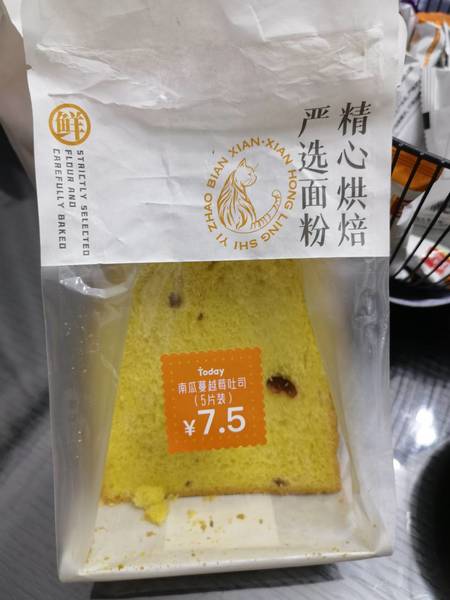 鲜
STRICTLY SELECTED
FLOUR AND
CAREFULLY BAKED
YI ZHAO BIAN XIAN·XIAN HONG LING SHI
精心烘焙
严选面粉
Today
南瓜蔓越莓吐司
（5片装）
¥7.5